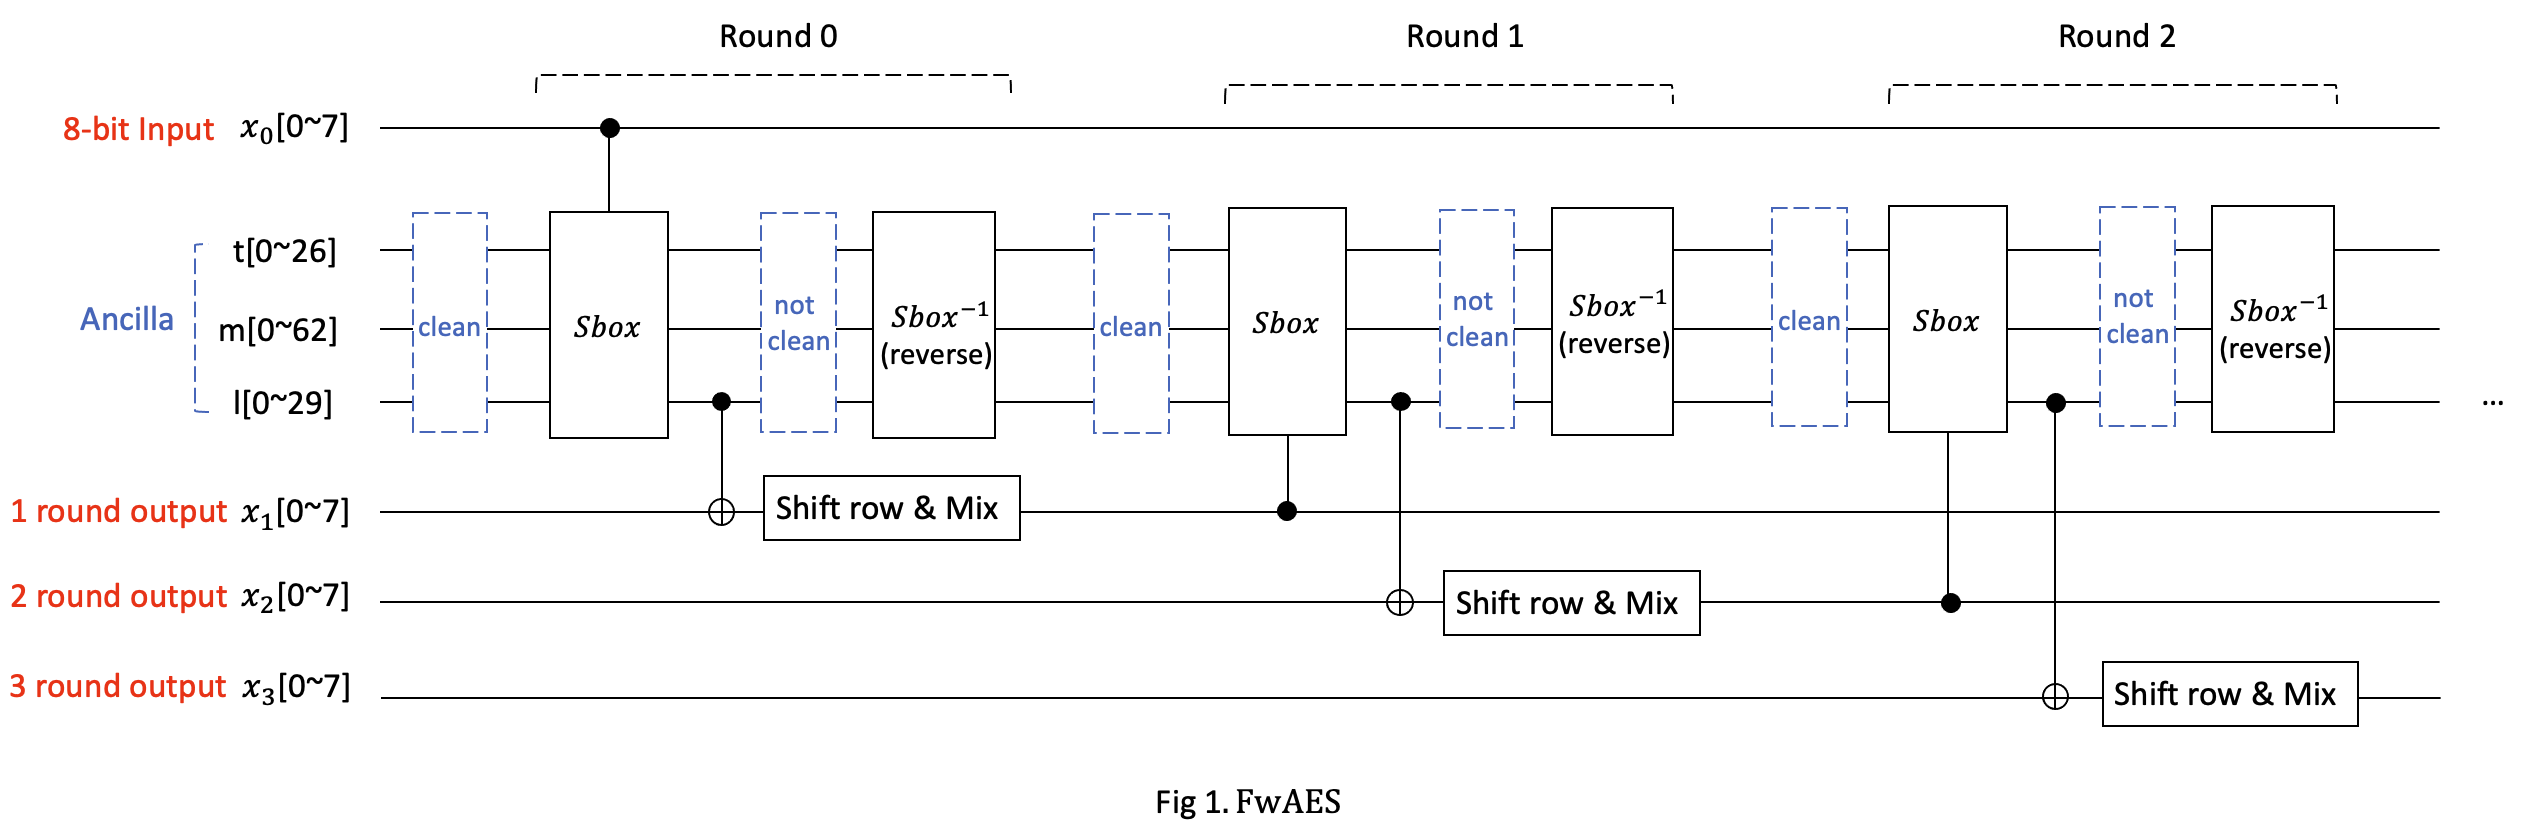 Round 0
Round 1
Round 2
8-bit Input x₀[0~7]
Ancilla
t[0~26]
m[0~62]
l[0~29]
clean
Sbox
not
clean
Sbox⁻¹
(reverse)
clean
Sbox
not
clean
Sbox⁻¹
(reverse)
clean
Sbox
not
clean
Sbox⁻¹
(reverse)
...
1 round output x₁[0~7]
Shift row & Mix
2 round output x₂[0~7]
Shift row & Mix
3 round output x₃[0~7]
Shift row & Mix
Fig 1. FwAES